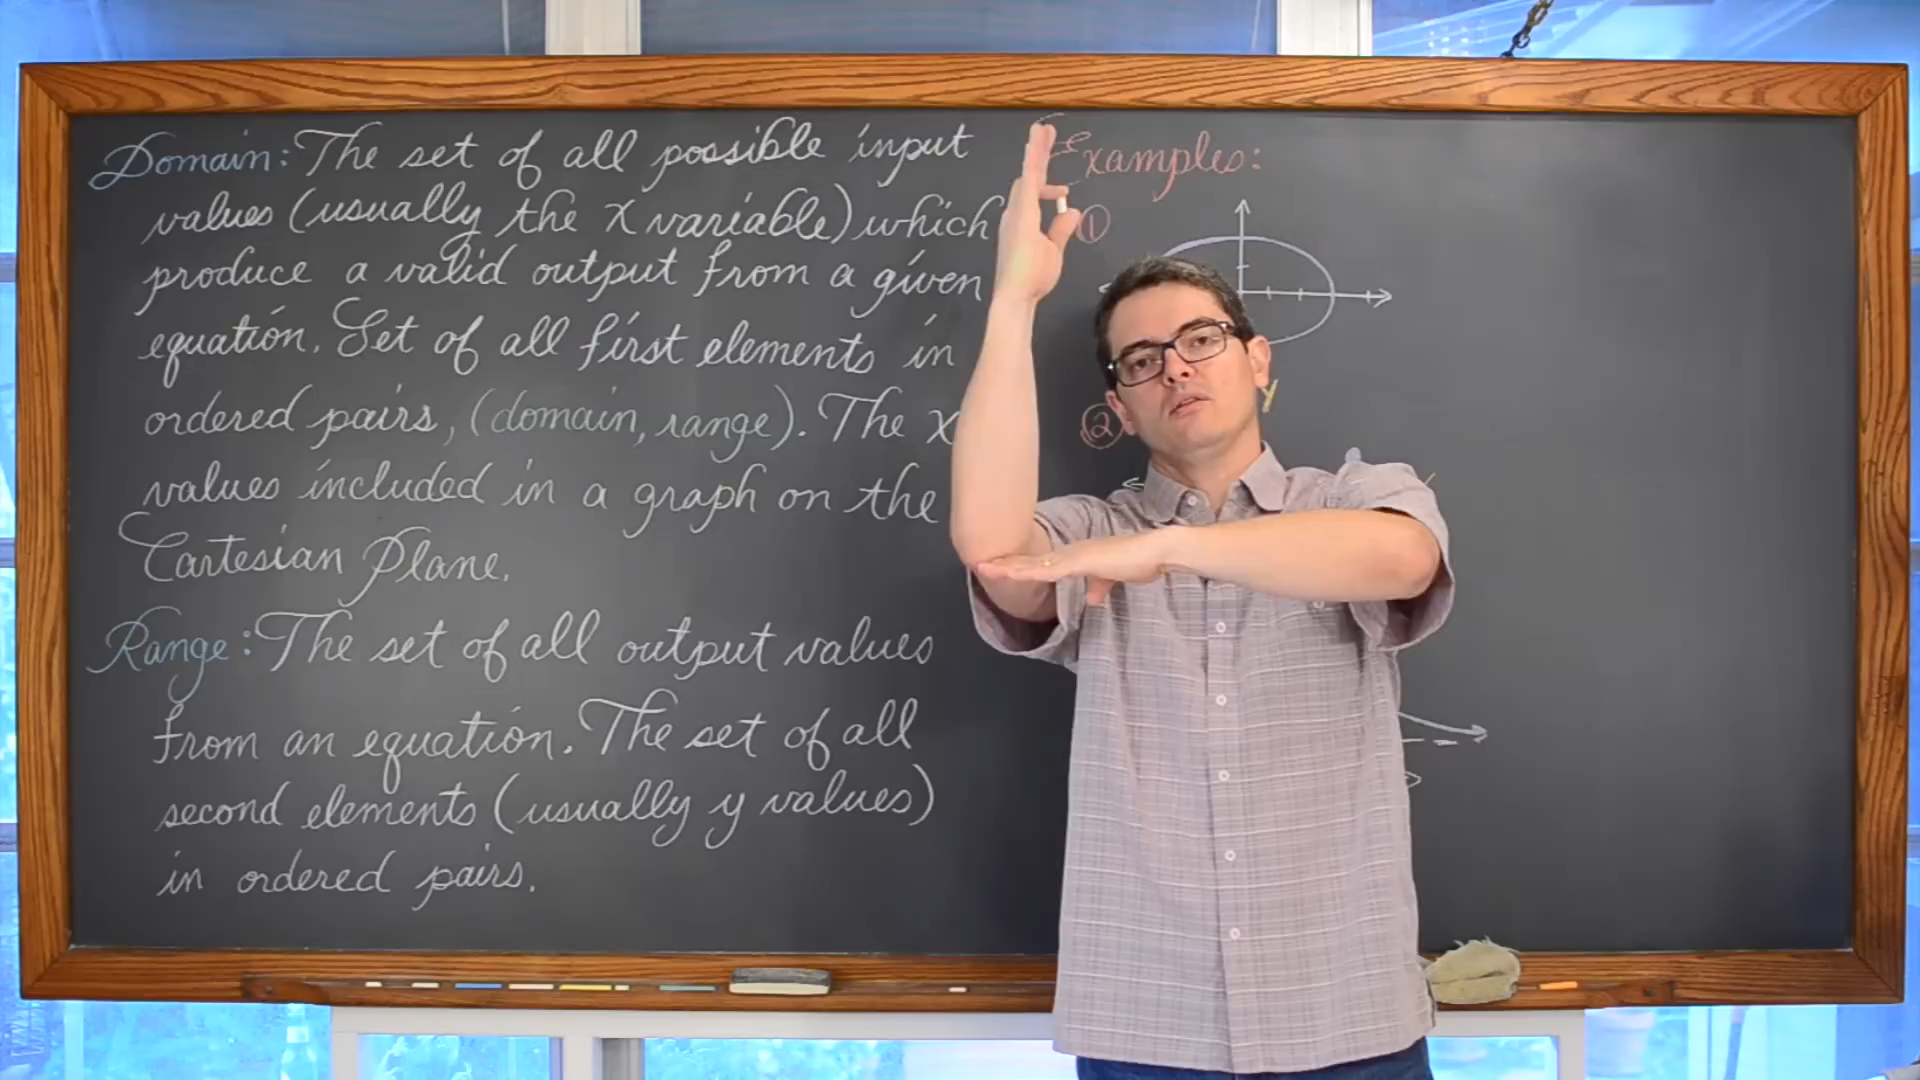 Domain: The set of all possible input
values (usually the x variable) which
produce a valid output from a given
equation. Set of all first elements in
ordered pairs, (domain, range). The x
values included in a graph on the
Cartesian Plane.
Range: The set of all output values
from an equation. The set of all
second elements (usually y values)
in ordered pairs.
Examples:
1
2
y